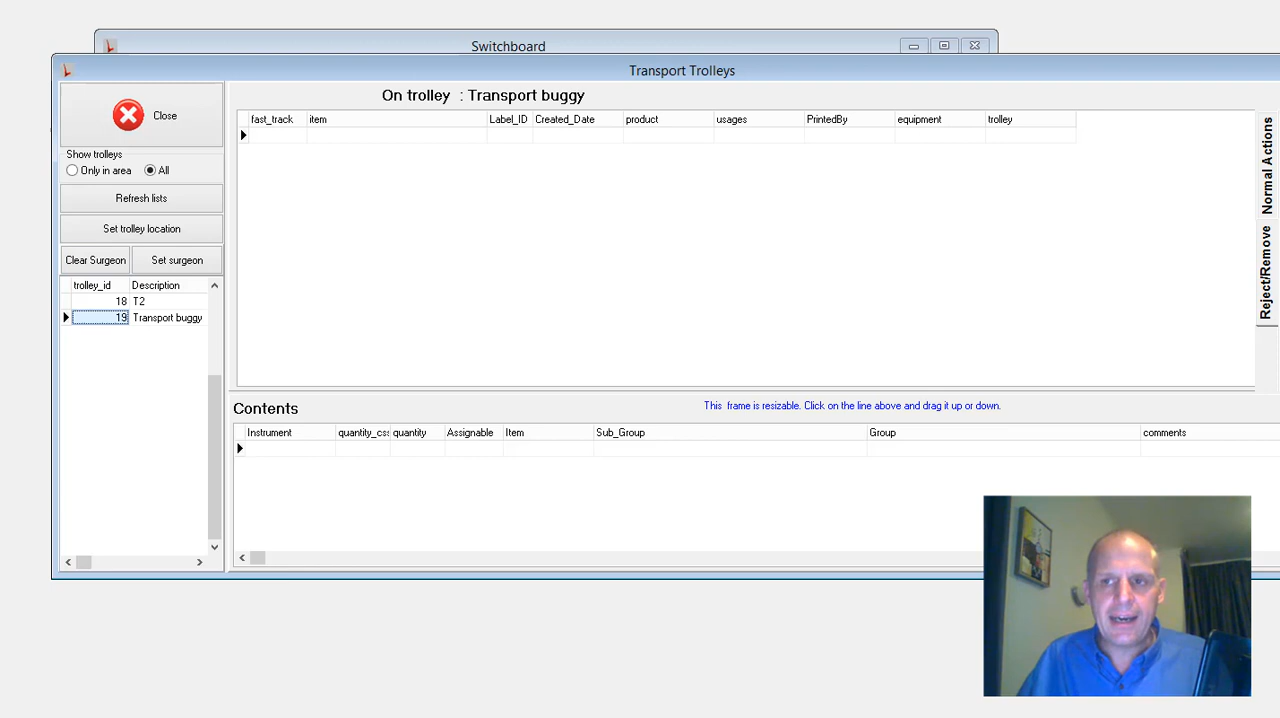 Switchboard
Transport Trolleys
Close
Show trolleys
Only in area All
Refresh lists
Set trolley location
Clear Surgeon Set surgeon
trolley_id Description
18 T2
19 Transport buggy
On trolley : Transport buggy
fast_track item Label_ID Created_Date product usages PrintedBy equipment trolley
Normal Actions
Reject/Remove
Contents
This frame is resizable. Click on the line above and drag it up or down.
Instrument quantity_css quantity Assignable Item Sub_Group Group comments